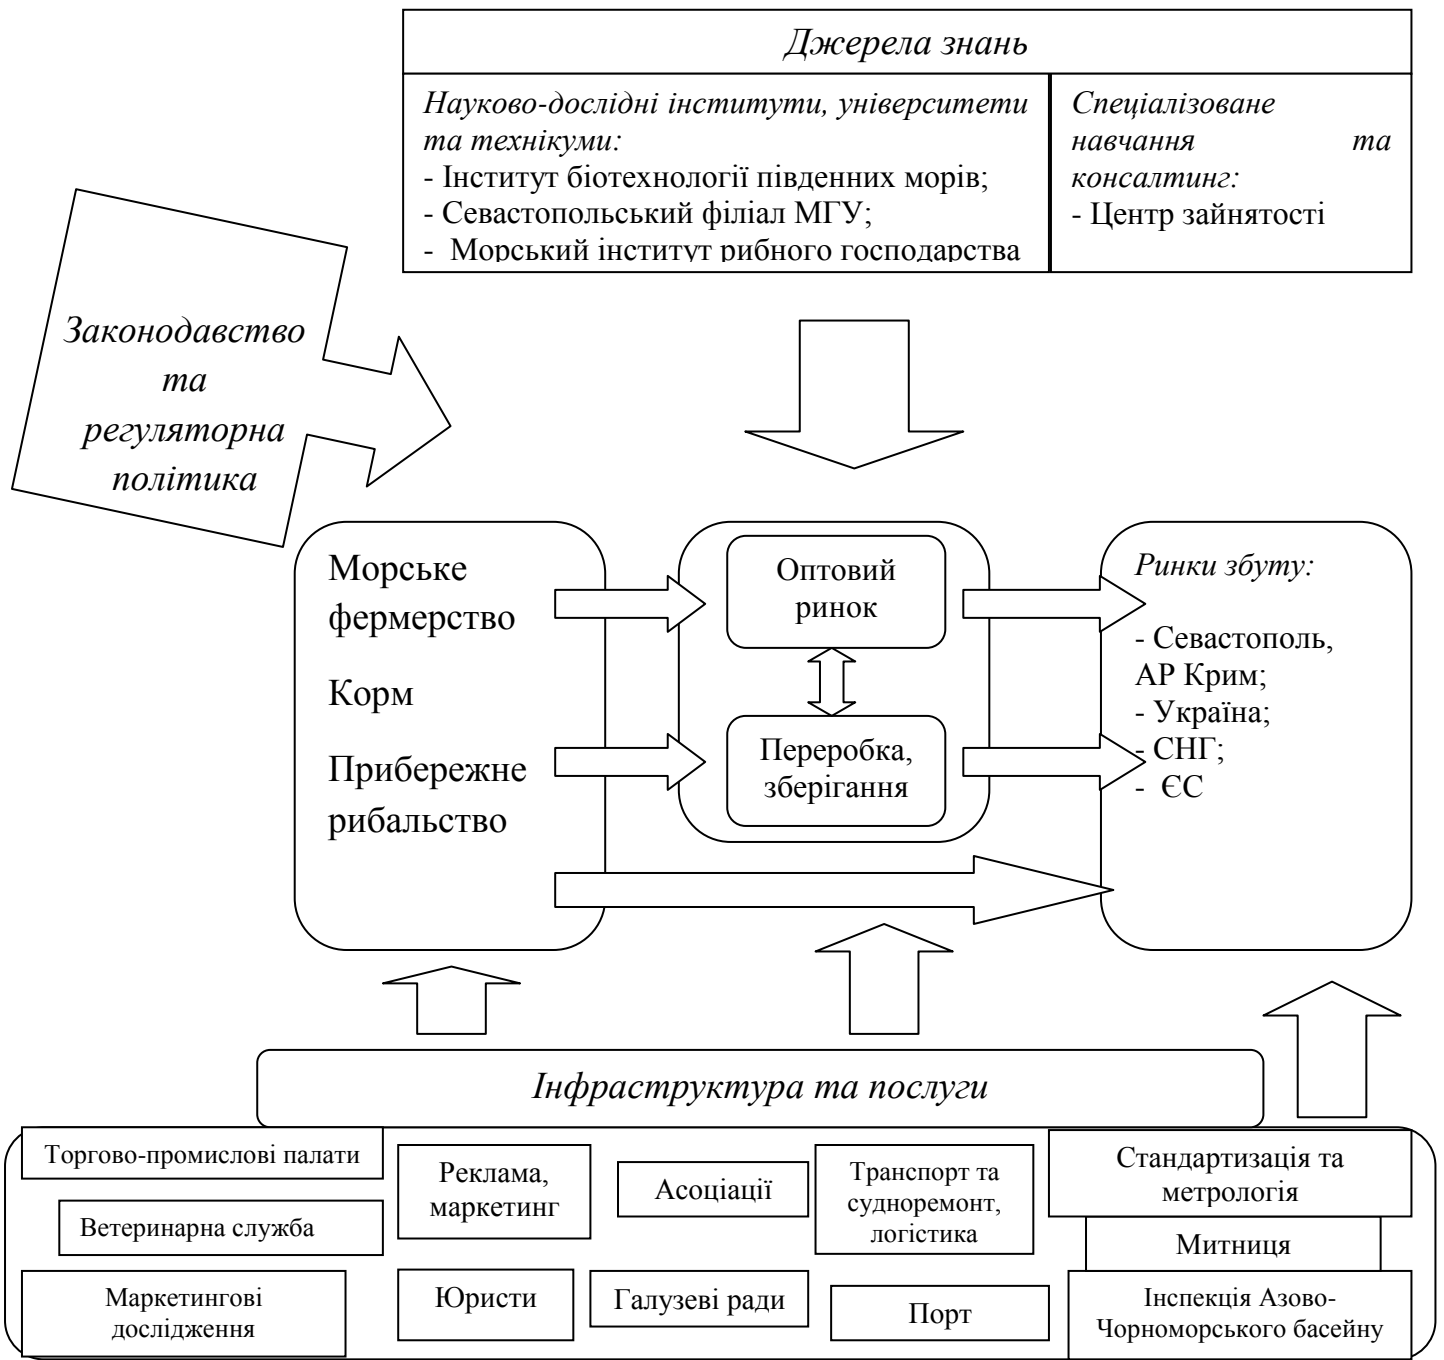 Джерела знань
Науково-дослідні інститути, університети
та технікуми:
- Інститут біотехнології південних морів;
- Севастопольський філіал МГУ;
- Морський інститут рибного господарства
Спеціалізоване
навчання та
консалтинг:
- Центр зайнятості
Законодавство
та
регуляторна
політика
Морське
фермерство
Корм
Прибережне
рибальство
Оптовий
ринок
Переробка,
зберігання
Ринки збуту:
- Севастополь,
АР Крим;
- Україна;
- СНГ;
- ЄС
Інфраструктура та послуги
Торгово-промислові палати
Ветеринарна служба
Маркетингові
дослідження
Реклама,
маркетинг
Юристи
Асоціації
Галузеві ради
Транспорт та
судноремонт,
логістика
Порт
Стандартизація та
метрологія
Митниця
Інспекція Азово-
Чорноморського басейну